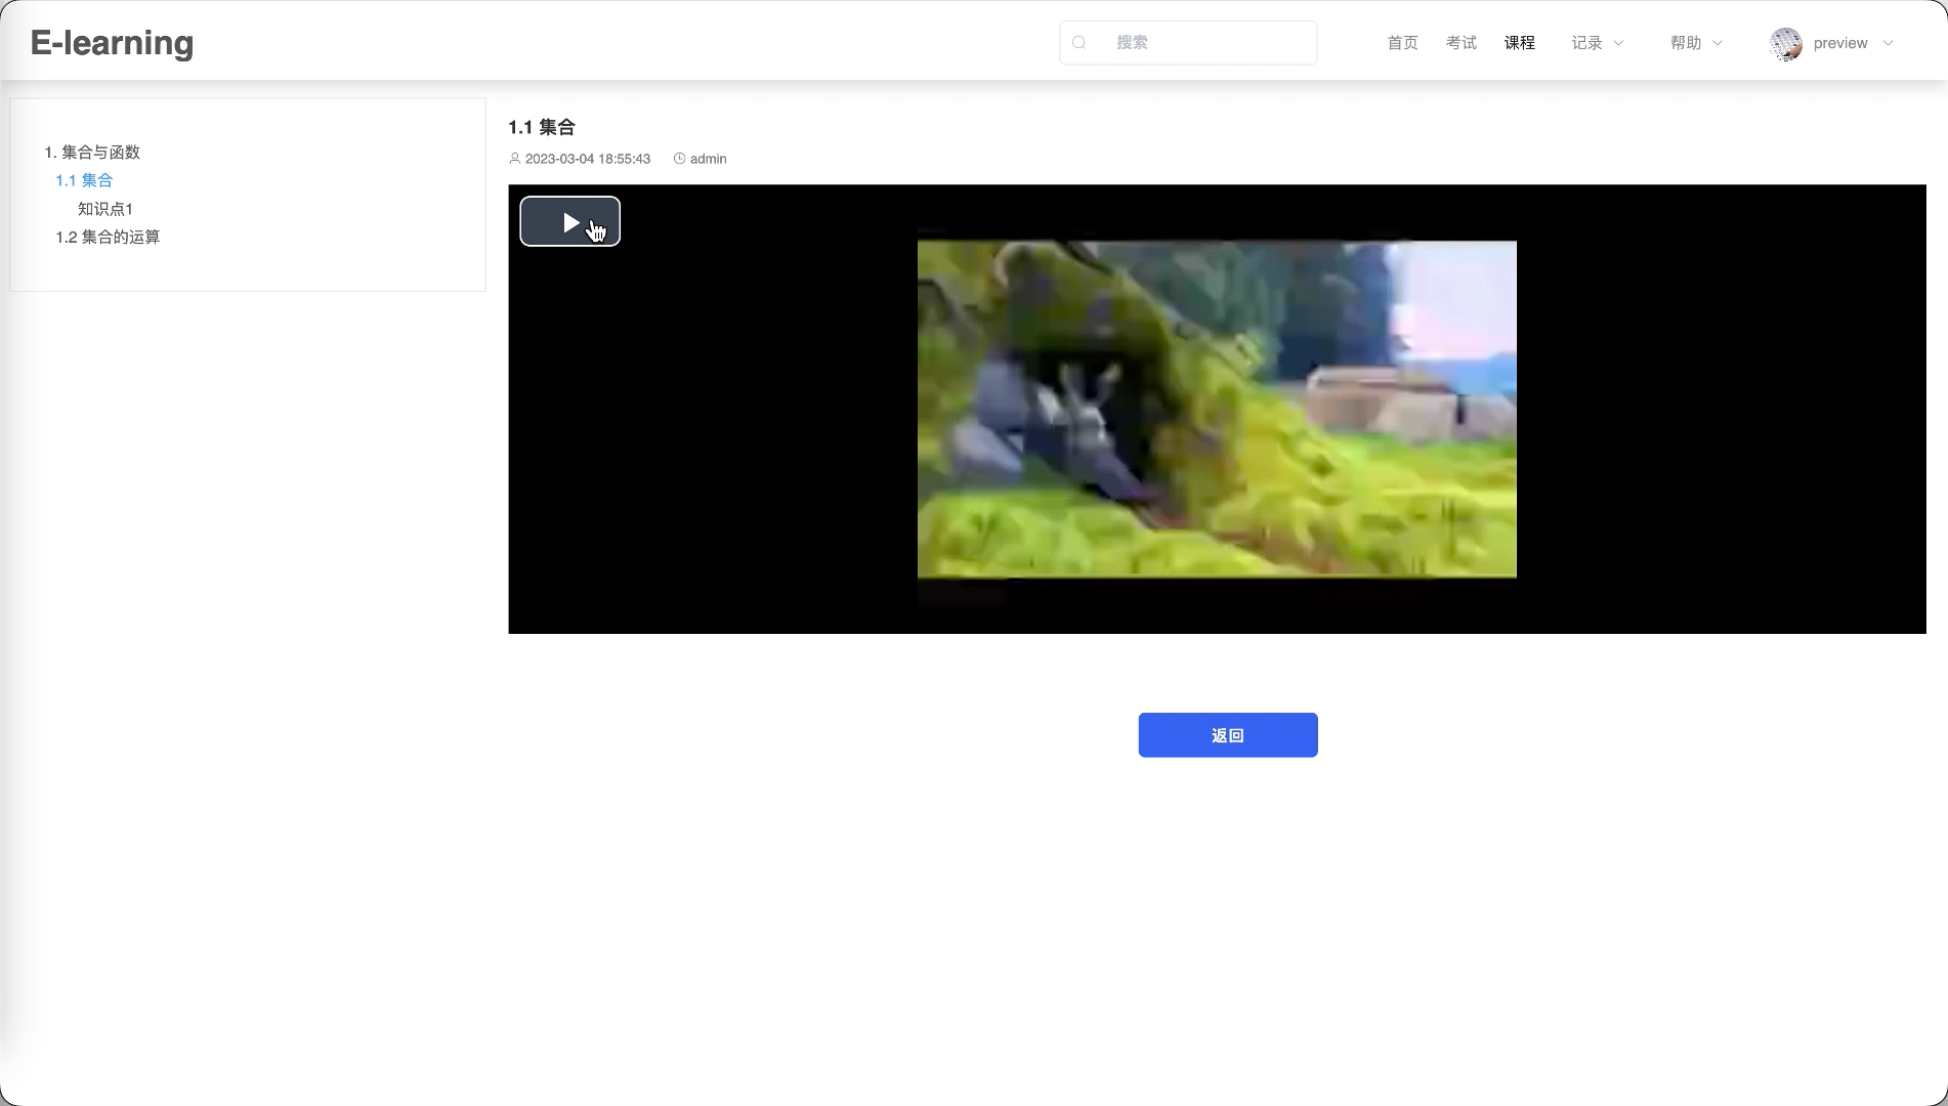 E-learning
搜索
首页 考试 课程 记录 帮助 preview
1. 集合与函数
1.1 集合
知识点1
1.2 集合的运算
1.1 集合
2023-03-04 18:55:43 admin
返回